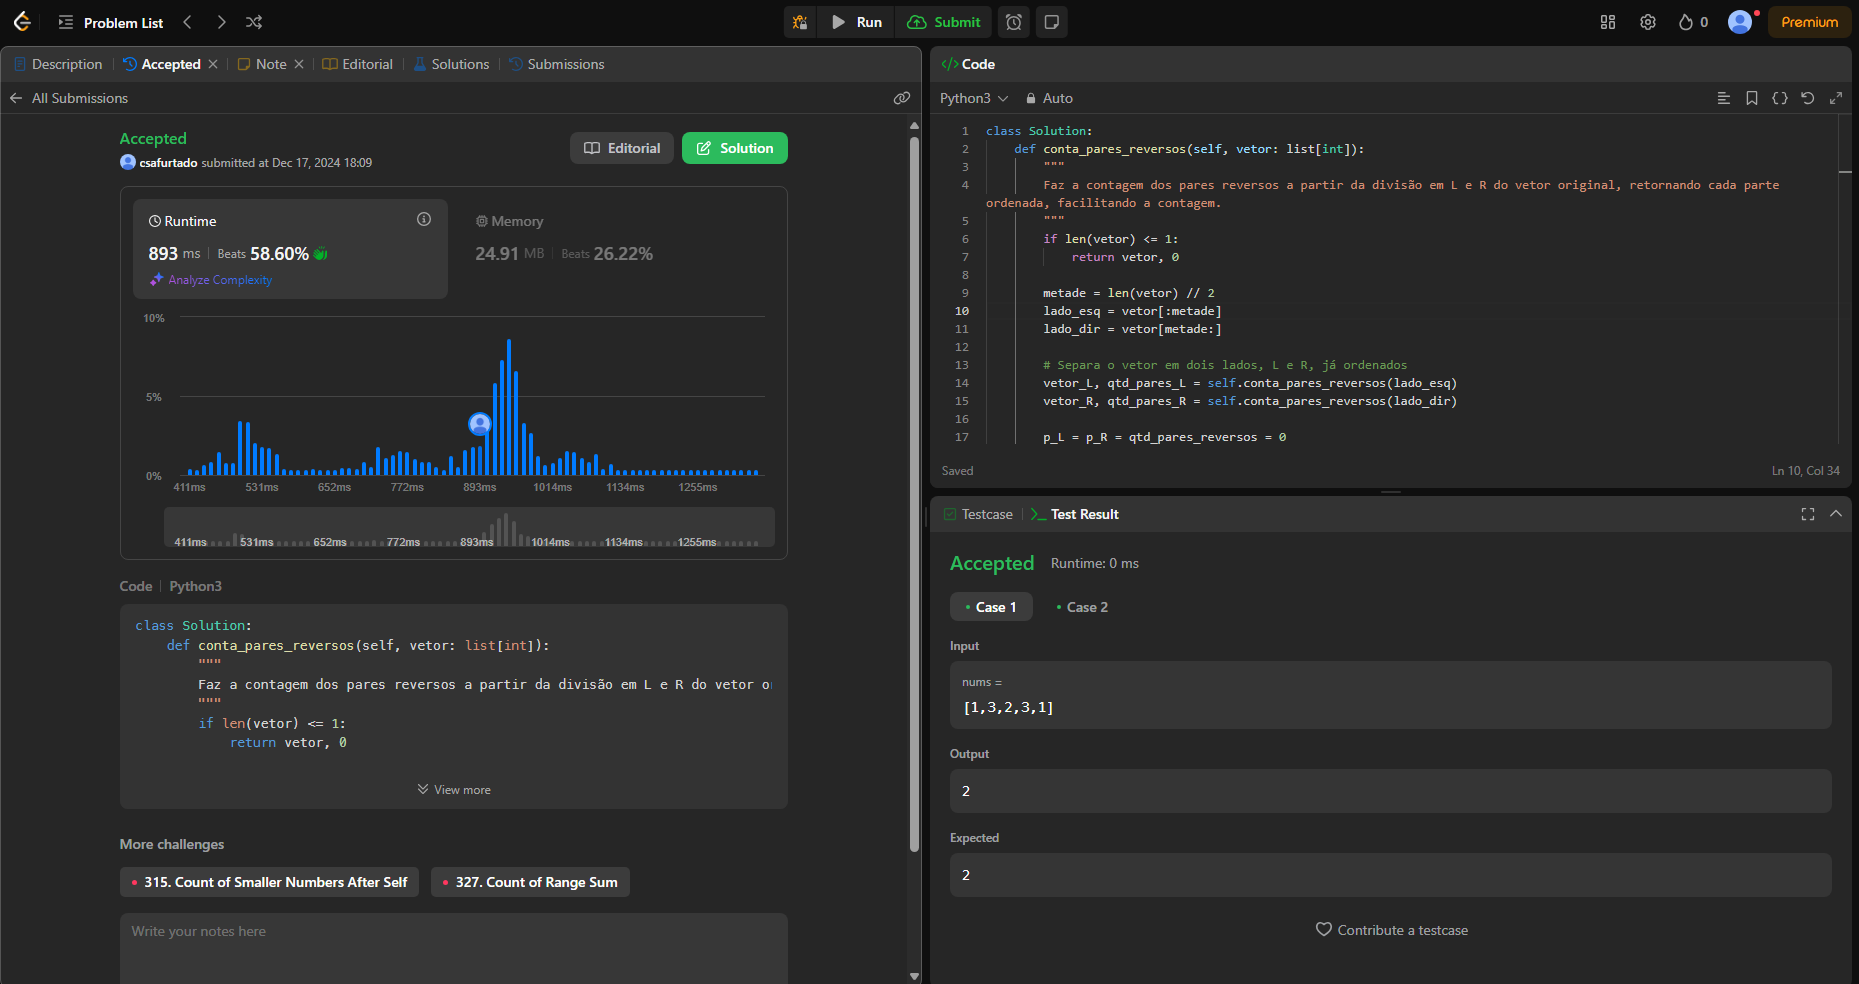 Problem List
Run
Submit
0
Premium
Description
Accepted
Note
Editorial
Solutions
Submissions
All Submissions
Accepted
csafurtado submitted at Dec 17, 2024 18:09
Editorial
Solution
Runtime
893 ms
Beats 58.60%
Analyze Complexity
Memory
24.91 MB
Beats 26.22%
10%
5%
0%
411ms 531ms 652ms 772ms 893ms 1014ms 1134ms 1255ms
411ms 531ms 652ms 772ms 893ms 1014ms 1134ms 1255ms
Code
Python3
class Solution:
def conta_pares_reversos(self, vetor: list[int]):
"""
Faz a contagem dos pares reversos a partir da divisão em L e R do vetor o
"""
if len(vetor) <= 1:
return vetor, 0
View more
More challenges
315. Count of Smaller Numbers After Self
327. Count of Range Sum
Write your notes here
</> Code
Python3
Auto
1 class Solution:
2 def conta_pares_reversos(self, vetor: list[int]):
3 """
4 Faz a contagem dos pares reversos a partir da divisão em L e R do vetor original, retornando cada parte
ordenada, facilitando a contagem.
5 """
6 if len(vetor) <= 1:
7 return vetor, 0
8
9 metade = len(vetor) // 2
10 lado_esq = vetor[:metade]
11 lado_dir = vetor[metade:]
12
13 # Separa o vetor em dois lados, L e R, já ordenados
14 vetor_L, qtd_pares_L = self.conta_pares_reversos(lado_esq)
15 vetor_R, qtd_pares_R = self.conta_pares_reversos(lado_dir)
16
17 p_L = p_R = qtd_pares_reversos = 0
Saved
Ln 10, Col 34
Testcase
Test Result
Accepted
Runtime: 0 ms
Case 1
Case 2
Input
nums =
[1,3,2,3,1]
Output
2
Expected
2
Contribute a testcase